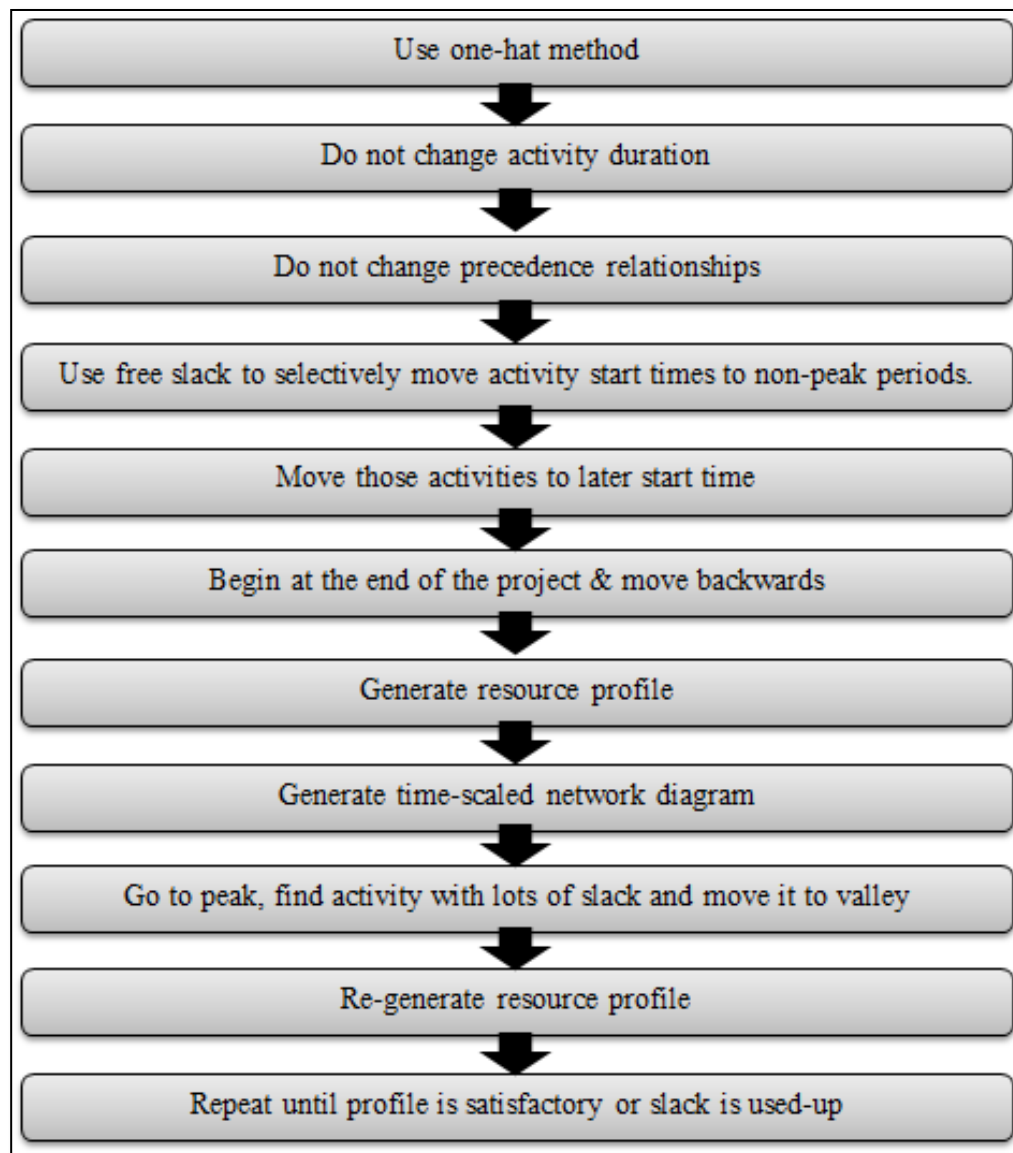 Use one-hat method
Do not change activity duration
Do not change precedence relationships
Use free slack to selectively move activity start times to non-peak periods.
Move those activities to later start time
Begin at the end of the project & move backwards
Generate resource profile
Generate time-scaled network diagram
Go to peak, find activity with lots of slack and move it to valley
Re-generate resource profile
Repeat until profile is satisfactory or slack is used-up